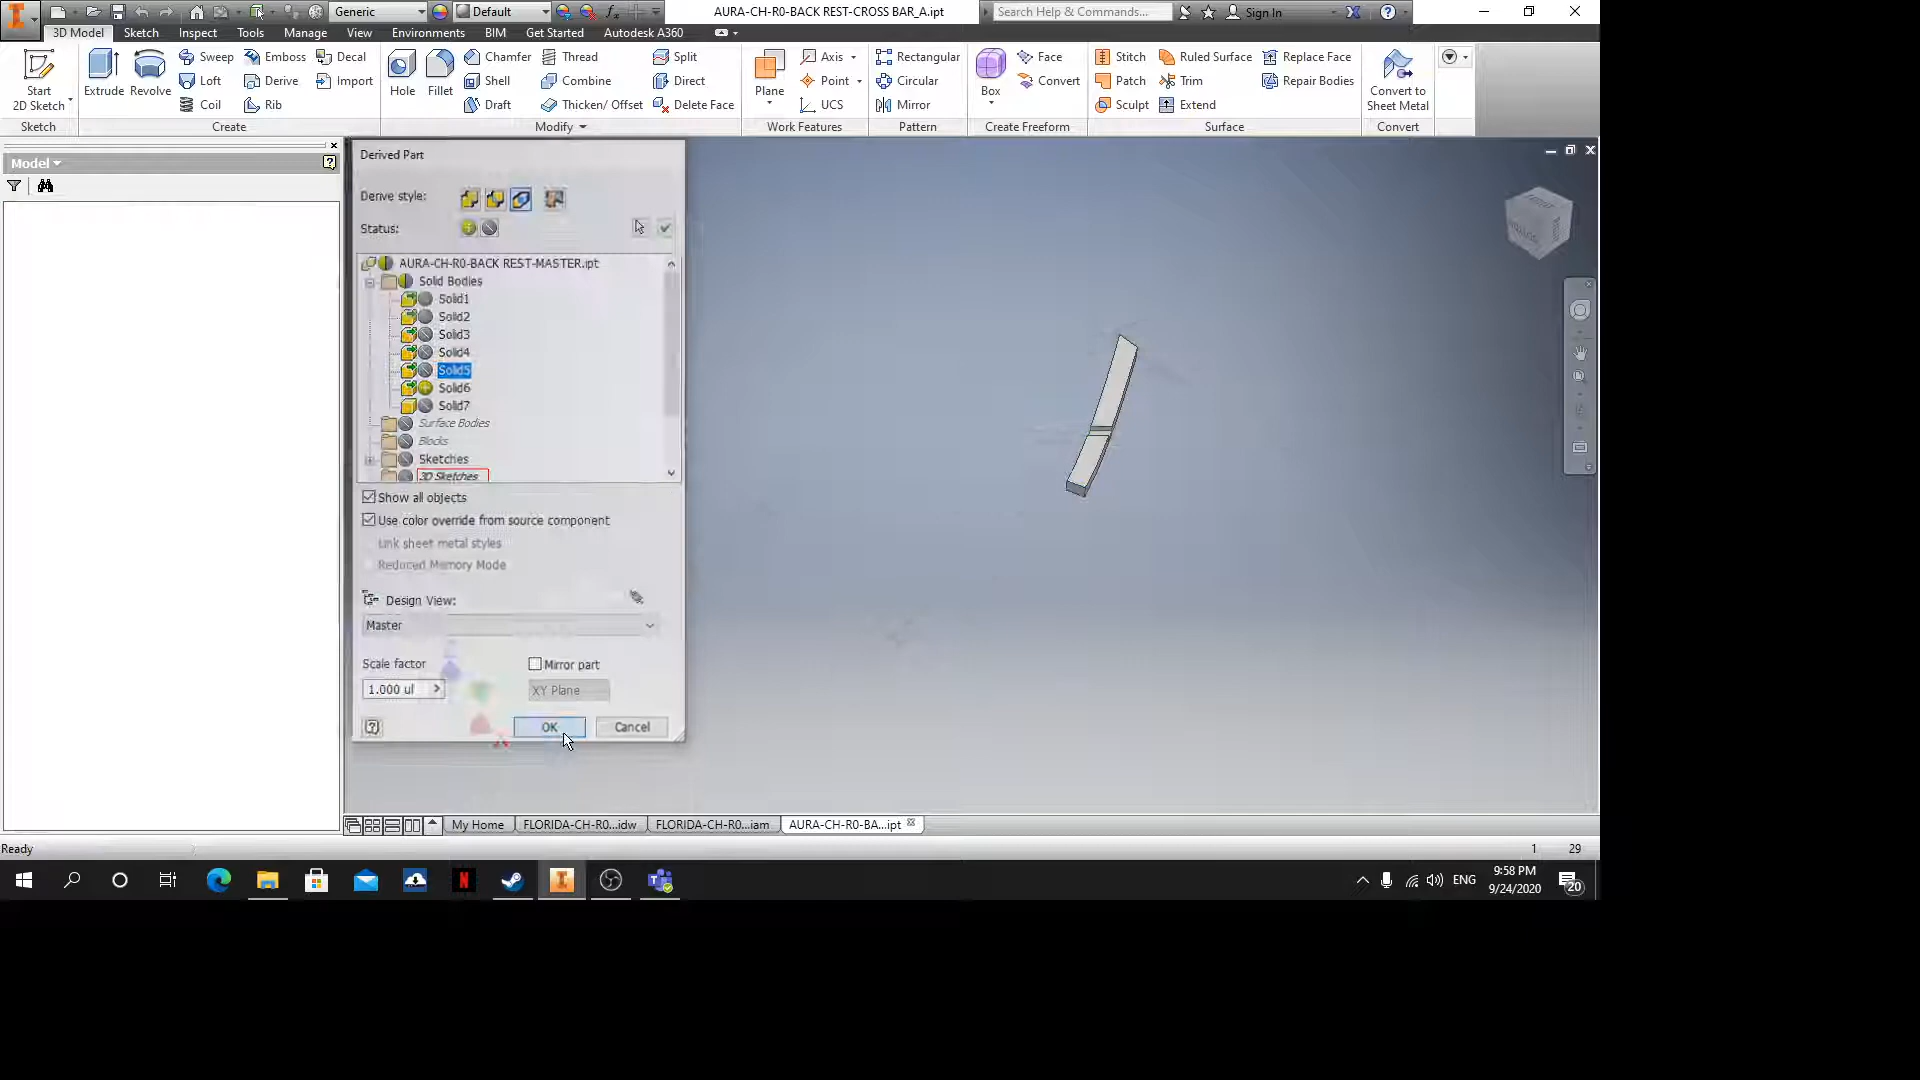 Generic
Default
AURA-CH-R0-BACK REST-CROSS BAR_A.ipt
Search Help & Commands...
Sign In
3D Model Sketch Inspect Tools Manage View Environments BIM Get Started Autodesk A360
Start
2D Sketch
Extrude
Revolve
Sweep
Loft
Coil
Emboss
Derive
Rib
Decal
Import
Hole
Fillet
Chamfer
Shell
Draft
Thread
Combine
Thicken/ Offset
Split
Direct
Delete Face
Plane
Axis
Point
UCS
Rectangular
Circular
Mirror
Box
Face
Convert
Stitch
Patch
Sculpt
Ruled Surface
Trim
Extend
Replace Face
Repair Bodies
Convert to
Sheet Metal
Sketch Create Modify Work Features Pattern Create Freeform Surface Convert
Model
Derived Part
Derive style:
Status:
AURA-CH-R0-BACK REST-MASTER.ipt
Solid Bodies
Solid1
Solid2
Solid3
Solid4
Solid5
Solid6
Solid7
Surface Bodies
Blocks
Sketches
3D Sketches
Show all objects
Use color override from source component
Link sheet metal styles
Reduced Memory Mode
Design View:
Master
Scale factor
Mirror part
1.000 ul
XY Plane
OK Cancel
My Home FLORIDA-CH-R0...idw FLORIDA-CH-R0...iam AURA-CH-R0-BA...ipt
Ready 1 29
ENG
9:58 PM
9/24/2020
20